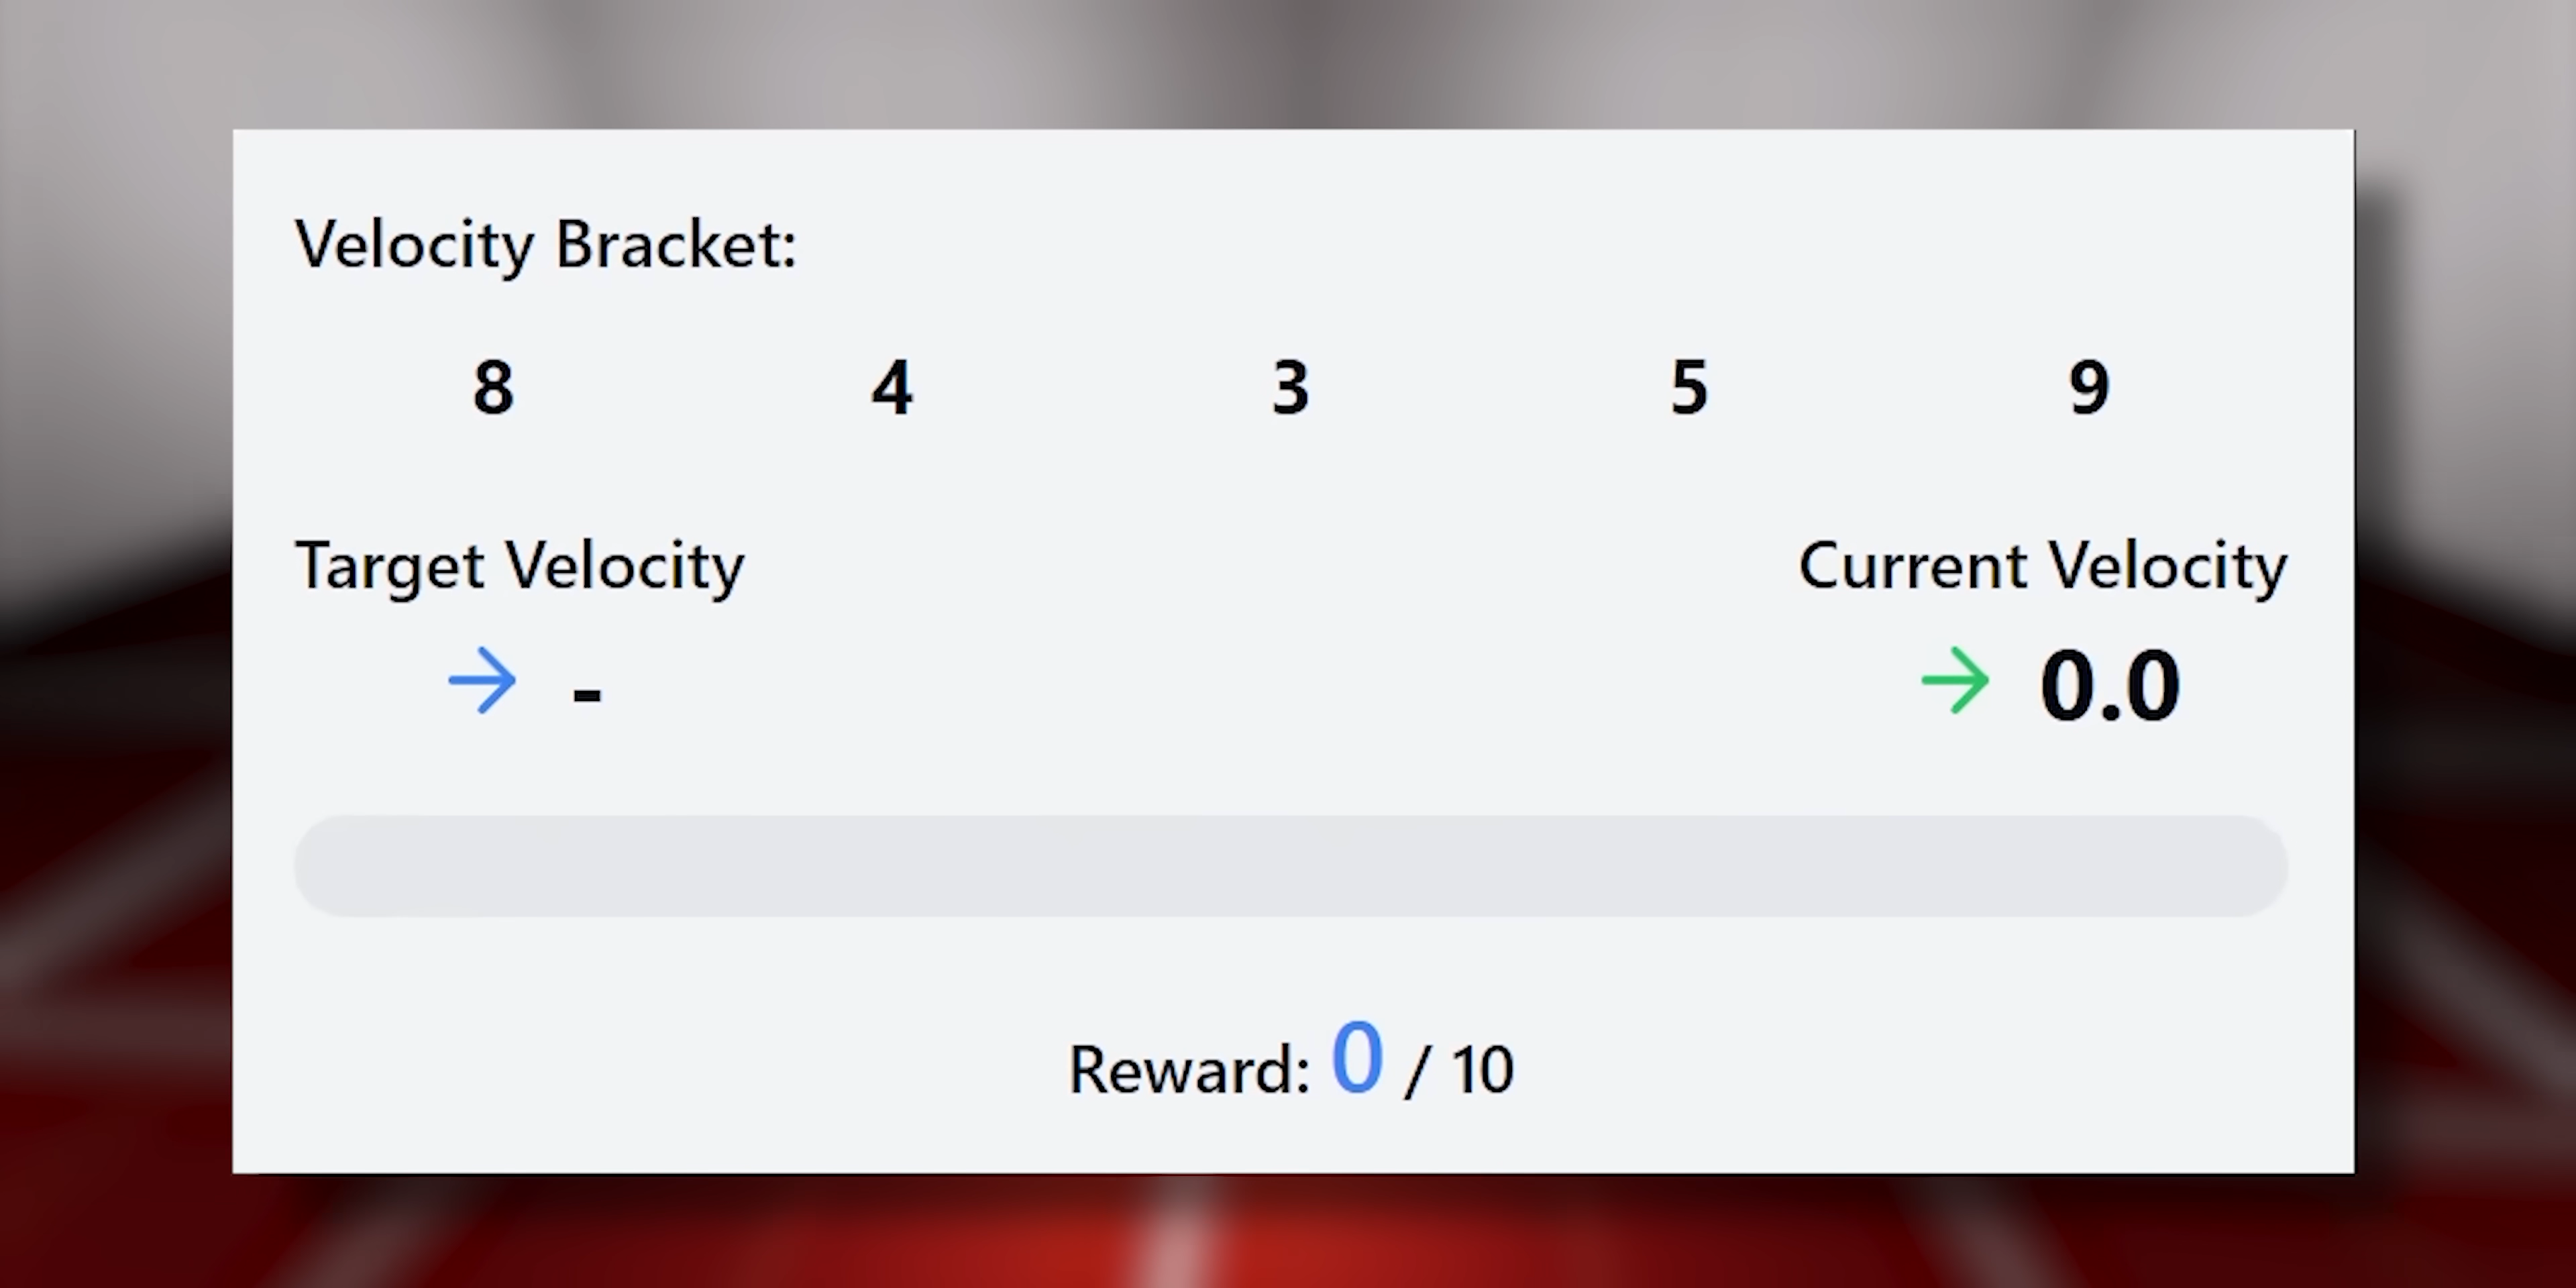 Velocity Bracket:
8 4 3 5 9
Target Velocity Current Velocity
→ - → 0.0
Reward: 0 / 10